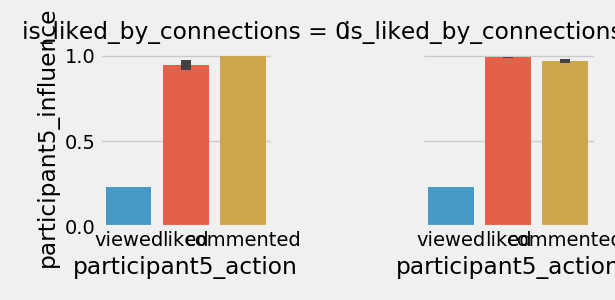 is_liked_by_connections = 0
is_liked_by_connections
participant5_influence
1.0
0.5
0.0
viewed liked commented
viewed liked commented
participant5_action
participant5_action